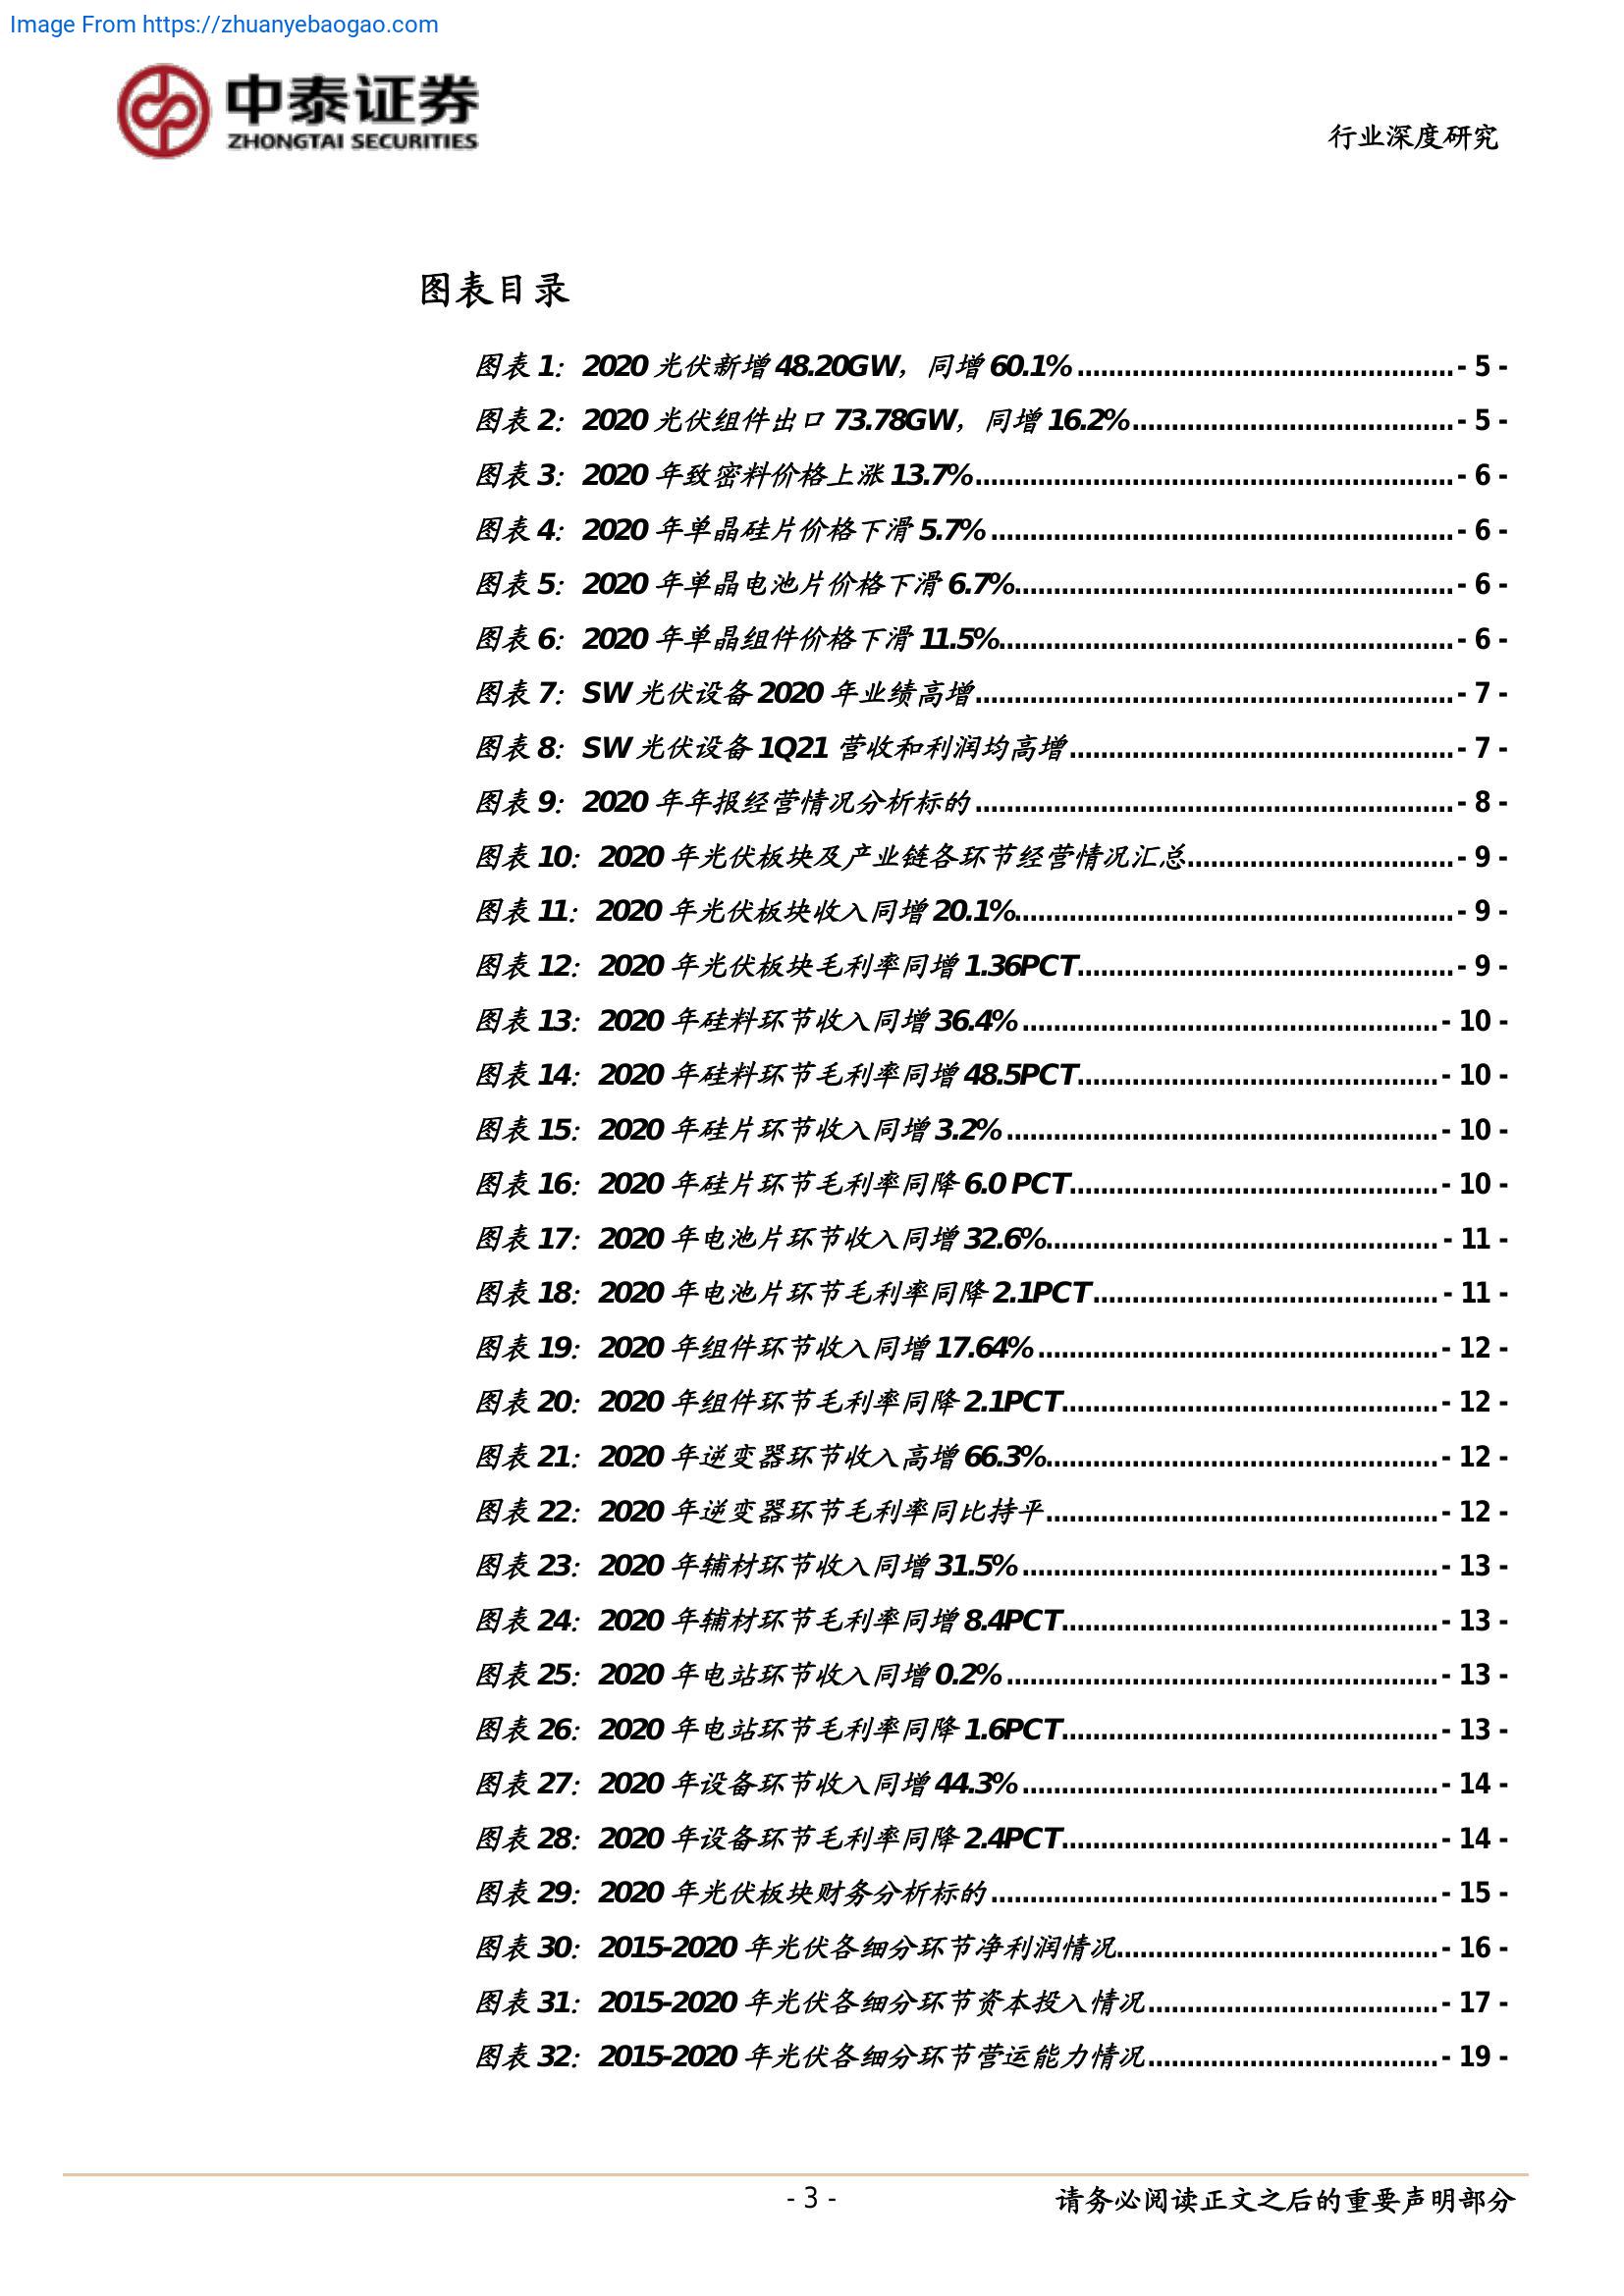 Image From https://zhuanyebaogao.com
中泰证券
ZHONGTAI SECURITIES
行业深度研究
图表目录
图表 1：2020 光伏新增 48.20GW，同增 60.1%................................................- 5 -
图表 2：2020 光伏组件出口 73.78GW，同增 16.2%.........................................- 5 -
图表 3：2020 年致密料价格上涨 13.7%.............................................................- 6 -
图表 4：2020 年单晶硅片价格下滑 5.7%...........................................................- 6 -
图表 5：2020 年单晶电池片价格下滑 6.7%........................................................- 6 -
图表 6：2020 年单晶组件价格下滑 11.5%..........................................................- 6 -
图表 7：SW 光伏设备 2020 年业绩高增.............................................................- 7 -
图表 8：SW 光伏设备 1Q21 营收和利润均高增.................................................- 7 -
图表 9：2020 年年报经营情况分析标的.............................................................- 8 -
图表 10：2020 年光伏板块及产业链各环节经营情况汇总..................................- 9 -
图表 11：2020 年光伏板块收入同增 20.1%........................................................- 9 -
图表 12：2020 年光伏板块毛利率同增 1.36PCT................................................- 9 -
图表 13：2020 年硅料环节收入同增 36.4%.....................................................- 10 -
图表 14：2020 年硅料环节毛利率同增 48.5PCT..............................................- 10 -
图表 15：2020 年硅片环节收入同增 3.2%.......................................................- 10 -
图表 16：2020 年硅片环节毛利率同降 6.0 PCT...............................................- 10 -
图表 17：2020 年电池片环节收入同增 32.6%..................................................- 11 -
图表 18：2020 年电池片环节毛利率同降 2.1PCT............................................- 11 -
图表 19：2020 年组件环节收入同增 17.64%...................................................- 12 -
图表 20：2020 年组件环节毛利率同降 2.1PCT................................................- 12 -
图表 21：2020 年逆变器环节收入高增 66.3%..................................................- 12 -
图表 22：2020 年逆变器环节毛利率同比持平..................................................- 12 -
图表 23：2020 年辅材环节收入同增 31.5%.....................................................- 13 -
图表 24：2020 年辅材环节毛利率同增 8.4PCT................................................- 13 -
图表 25：2020 年电站环节收入同增 0.2%.......................................................- 13 -
图表 26：2020 年电站环节毛利率同降 1.6PCT................................................- 13 -
图表 27：2020 年设备环节收入同增 44.3%.....................................................- 14 -
图表 28：2020 年设备环节毛利率同降 2.4PCT................................................- 14 -
图表 29：2020 年光伏板块财务分析标的.........................................................- 15 -
图表 30：2015-2020 年光伏各细分环节净利润情况.........................................- 16 -
图表 31：2015-2020 年光伏各细分环节资本投入情况.....................................- 17 -
图表 32：2015-2020 年光伏各细分环节营运能力情况.....................................- 19 -
- 3 -
请务必阅读正文之后的重要声明部分